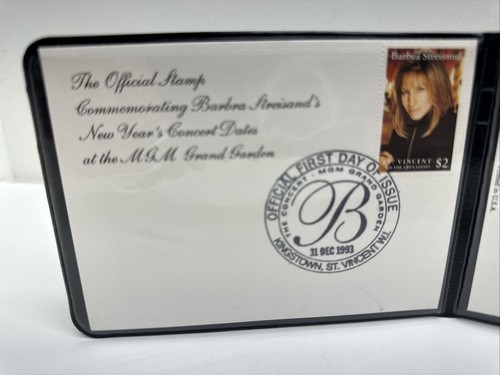 The Official Stamp
Commemorating Barbra Streisand's
New Year's Concert Dates
at the M.G.M. Grand Garden
Barbra Streisand
ST. VINCENT
$2
OFFICIAL FIRST DAY OF ISSUE
THE CONCERT - MGM GRAND GARDEN
B
31 DEC 1993
KINGSTOWN, ST. VINCENT W.I.